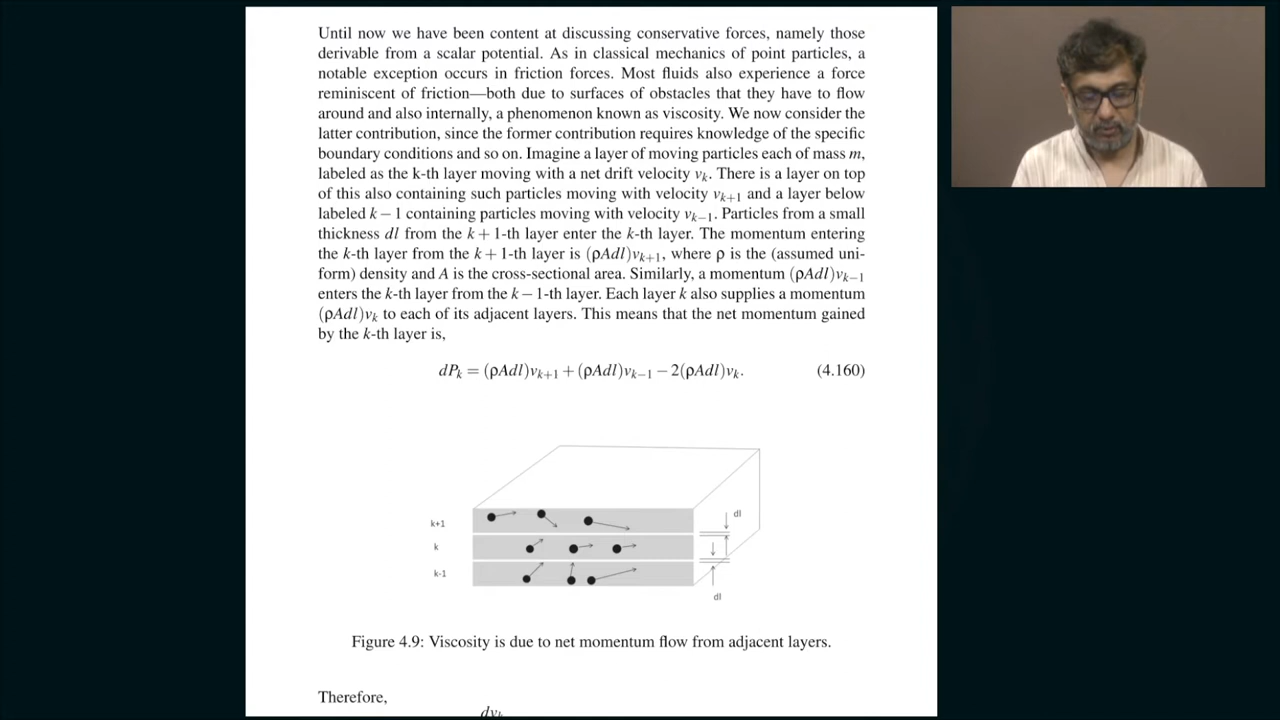 Until now we have been content at discussing conservative forces, namely those
derivable from a scalar potential. As in classical mechanics of point particles, a
notable exception occurs in friction forces. Most fluids also experience a force
reminiscent of friction—both due to surfaces of obstacles that they have to flow
around and also internally, a phenomenon known as viscosity. We now consider the
latter contribution, since the former contribution requires knowledge of the specific
boundary conditions and so on. Imagine a layer of moving particles each of mass m,
labeled as the k-th layer moving with a net drift velocity vₖ. There is a layer on top
of this also containing such particles moving with velocity vₖ₊₁ and a layer below
labeled k − 1 containing particles moving with velocity vₖ₋₁. Particles from a small
thickness dl from the k + 1-th layer enter the k-th layer. The momentum entering
the k-th layer from the k + 1-th layer is (ρAdl)vₖ₊₁, where ρ is the (assumed uni-
form) density and A is the cross-sectional area. Similarly, a momentum (ρAdl)vₖ₋₁
enters the k-th layer from the k − 1-th layer. Each layer k also supplies a momentum
(ρAdl)vₖ to each of its adjacent layers. This means that the net momentum gained
by the k-th layer is,
dPₖ = (ρAdl)vₖ₊₁ + (ρAdl)vₖ₋₁ − 2(ρAdl)vₖ. (4.160)
dl
k+1
k
k-1
dl
Figure 4.9: Viscosity is due to net momentum flow from adjacent layers.
Therefore,
dvₖ